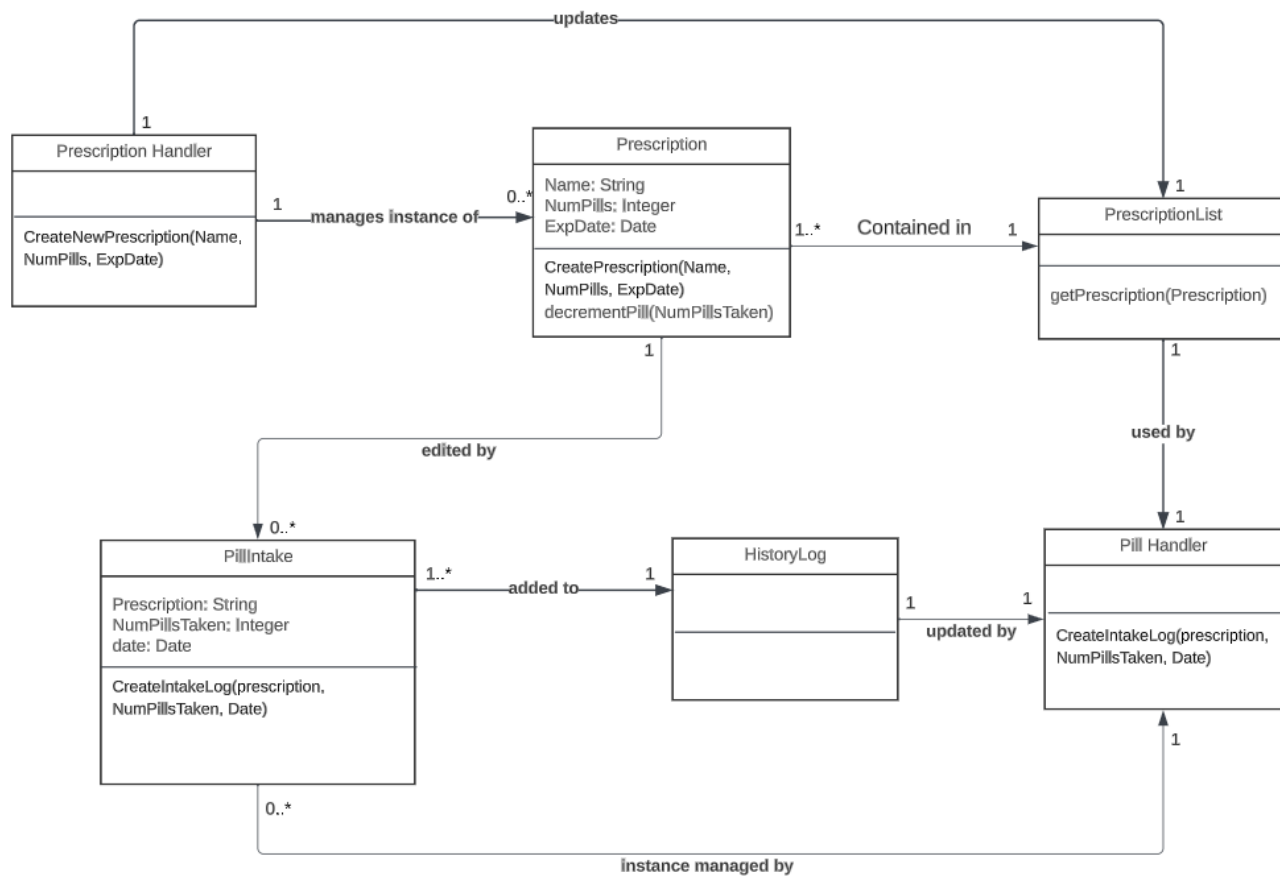 updates
1
Prescription Handler
CreateNewPrescription(Name,
NumPills, ExpDate)
1
manages instance of
0..*
Prescription
Name: String
NumPills: Integer
ExpDate: Date
CreatePrescription(Name,
NumPills, ExpDate)
decrementPill(NumPillsTaken)
1..*
Contained in
1
1
PrescriptionList
getPrescription(Prescription)
1
used by
1
1
edited by
0..*
PillIntake
Prescription: String
NumPillsTaken: Integer
date: Date
CreateIntakeLog(prescription,
NumPillsTaken, Date)
1..*
added to
1
HistoryLog
1
updated by
1
Pill Handler
CreateIntakeLog(prescription,
NumPillsTaken, Date)
1
0..*
instance managed by